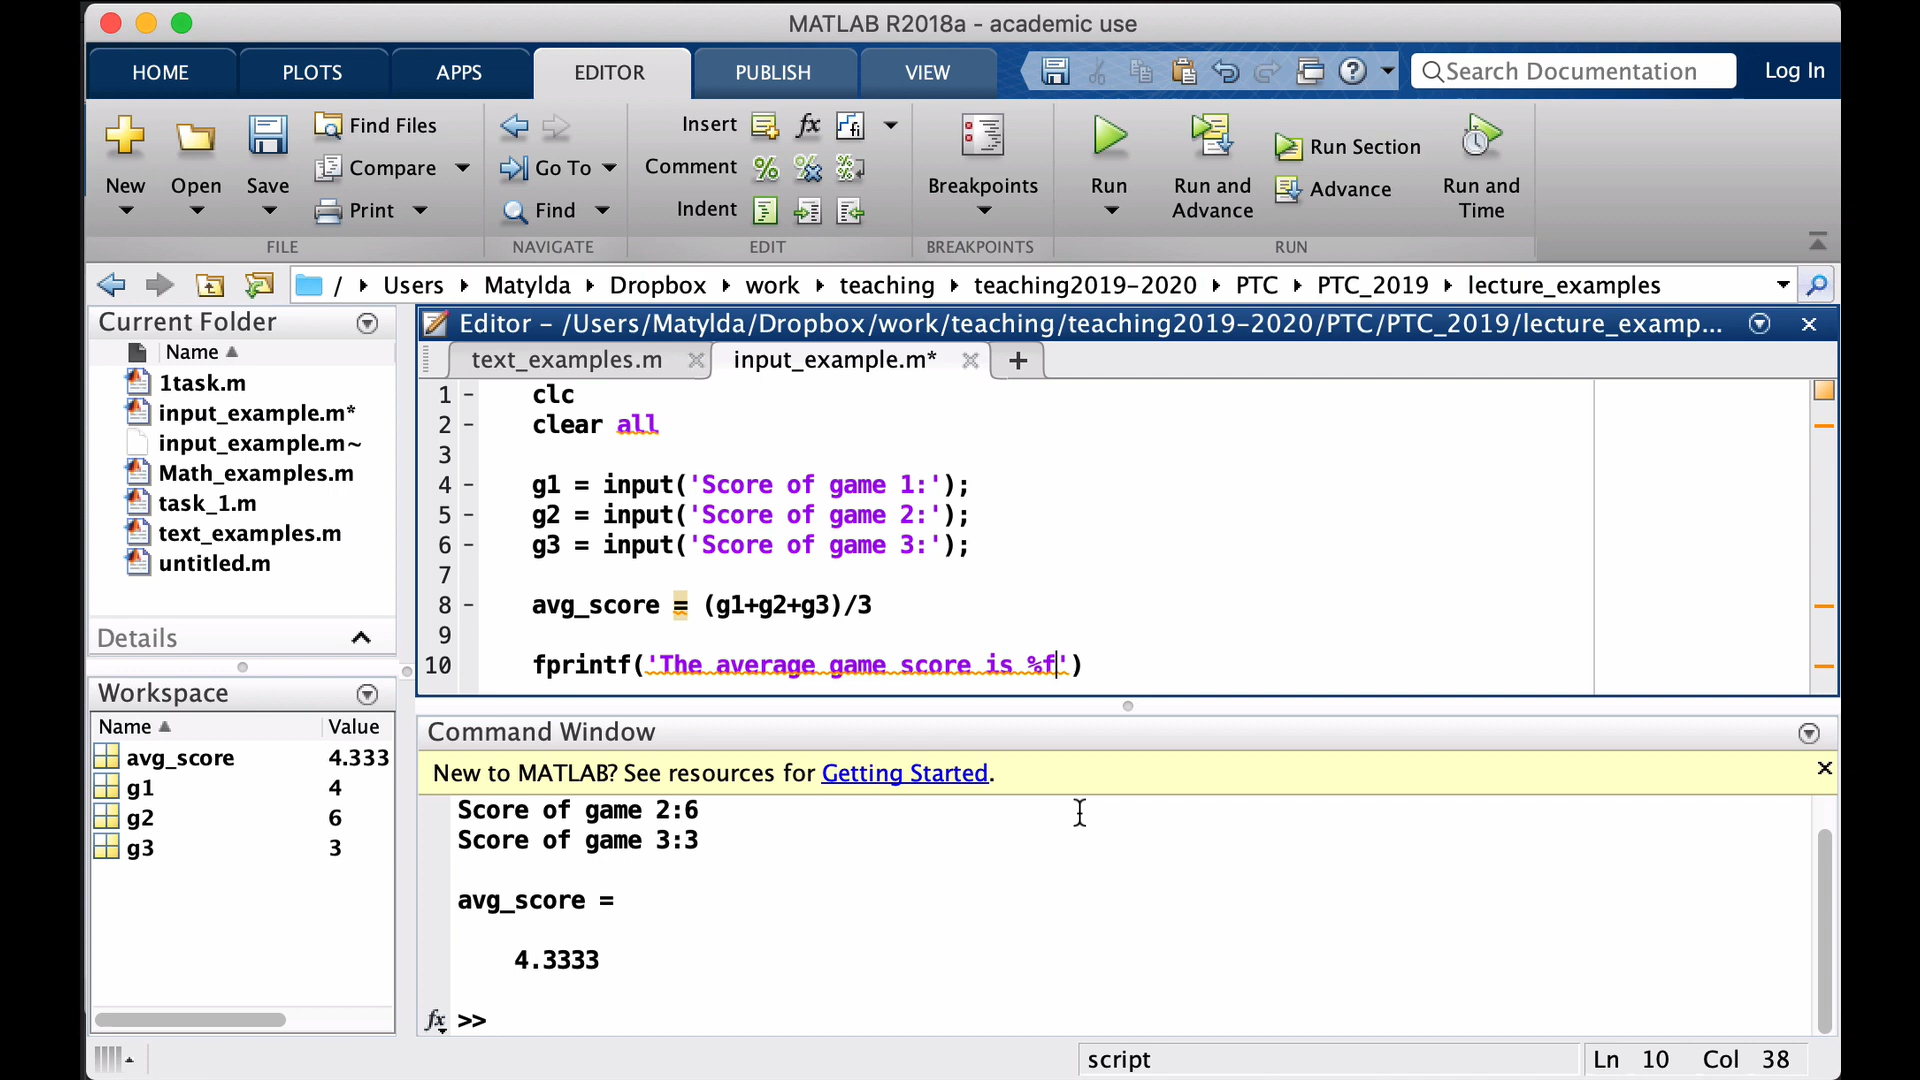 MATLAB R2018a - academic use
HOME PLOTS APPS EDITOR PUBLISH VIEW Search Documentation Log In
New Open Save Find Files Compare Print
Go To Find
Insert fx Comment Indent
Breakpoints
Run Run and Advance Run Section Advance Run and Time
FILE NAVIGATE EDIT BREAKPOINTS RUN
/ Users Matylda Dropbox work teaching teaching2019-2020 PTC PTC_2019 lecture_examples
Current Folder
Name
1task.m
input_example.m*
input_example.m~
Math_examples.m
task_1.m
text_examples.m
untitled.m
Details
Workspace
Name Value
avg_score 4.333
g1 4
g2 6
g3 3
Editor - /Users/Matylda/Dropbox/work/teaching/teaching2019-2020/PTC/PTC_2019/lecture_examp...
text_examples.m input_example.m* +
1 - clc
2 - clear all
3
4 - g1 = input('Score of game 1:');
5 - g2 = input('Score of game 2:');
6 - g3 = input('Score of game 3:');
7
8 - avg_score = (g1+g2+g3)/3
9
10 fprintf('The average game score is %f')
Command Window
New to MATLAB? See resources for Getting Started.
Score of game 2:6
Score of game 3:3
avg_score =
4.3333
fx >>
script Ln 10 Col 38